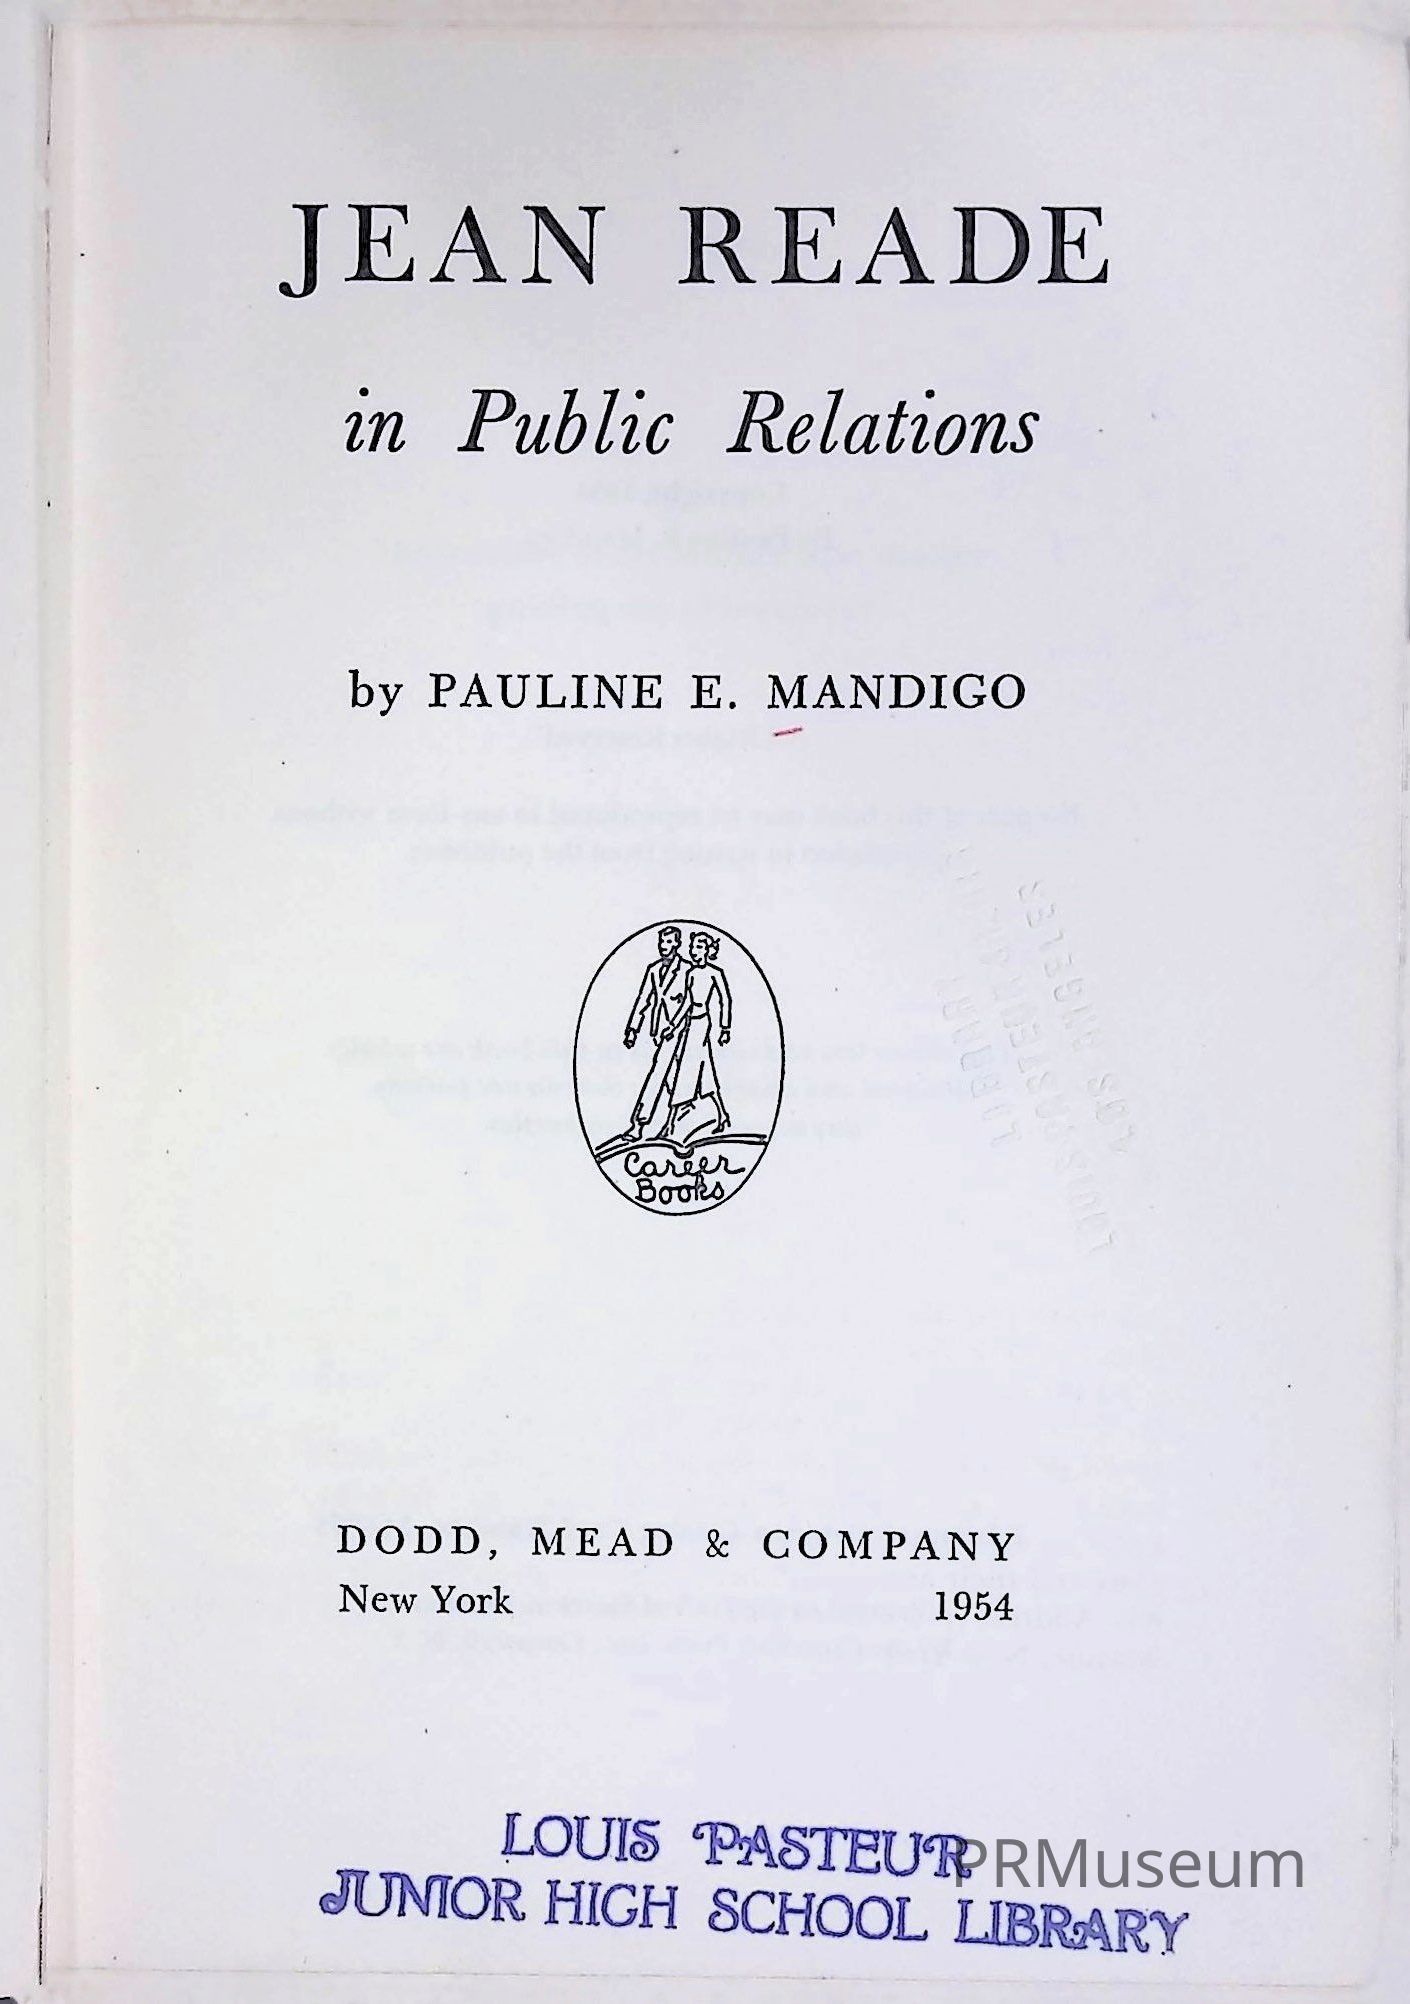 JEAN READE
in Public Relations
by PAULINE E. MANDIGO
Career
Books
DODD, MEAD & COMPANY
New York 1954
LOUIS PASTEUR
PRMuseum
JUNIOR HIGH SCHOOL LIBRARY